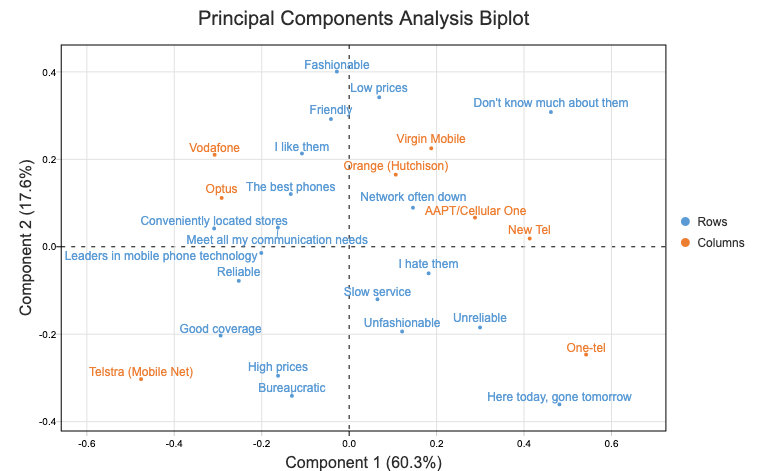 Principal Components Analysis Biplot
Fashionable
0.4
Low prices
Don't know much about them
Friendly
Virgin Mobile
Vodafone
I like them
0.2
Orange (Hutchison)
Optus
The best phones
Network often down
AAPT/Cellular One
Conveniently located stores
New Tel
Rows
Meet all my communication needs
0.0
Columns
Leaders in mobile phone technology
I hate them
Reliable
Slow service
Unfashionable
Unreliable
Good coverage
-0.2
One-tel
Telstra (Mobile Net)
High prices
Bureaucratic
Here today, gone tomorrow
-0.4
Component 2 (17.6%)
-0.6 -0.4 -0.2 0.0 0.2 0.4 0.6
Component 1 (60.3%)